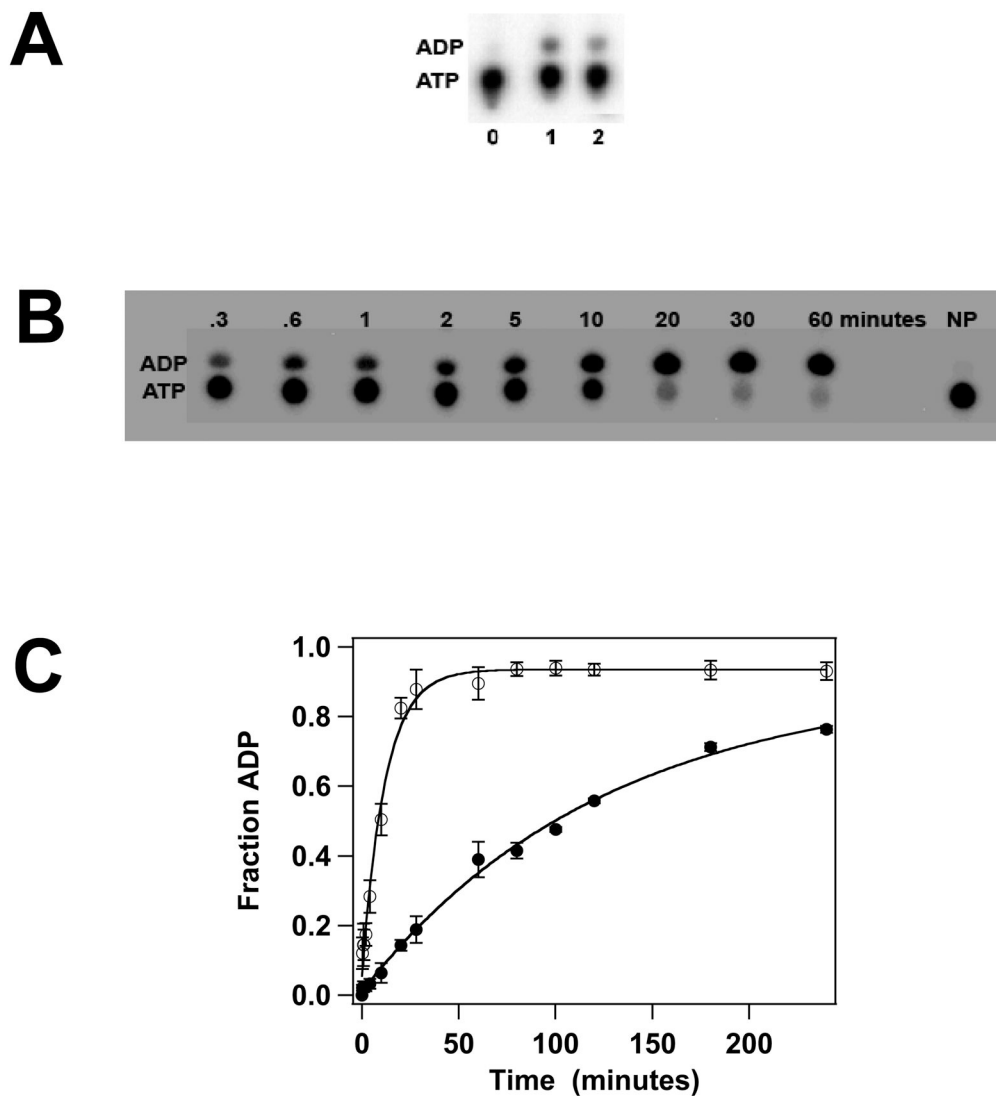 A
ADP
ATP
0 1 2
B
.3 .6 1 2 5 10 20 30 60 minutes NP
ADP
ATP
C
1.0
0.8
0.6
0.4
0.2
0.0
Fraction ADP
0 50 100 150 200
Time (minutes)